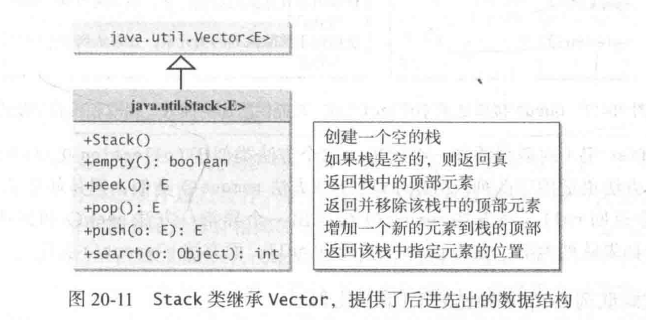 java.util.Vector<E>
java.util.Stack<E>
+Stack()
+empty(): boolean
+peek(): E
+pop(): E
+push(o: E): E
+search(o: Object): int
创建一个空的栈
如果栈是空的，则返回真
返回栈中的顶部元素
返回并移除该栈中的顶部元素
增加一个新的元素到栈的顶部
返回该栈中指定元素的位置
图 20-11 Stack 类继承 Vector，提供了后进先出的数据结构